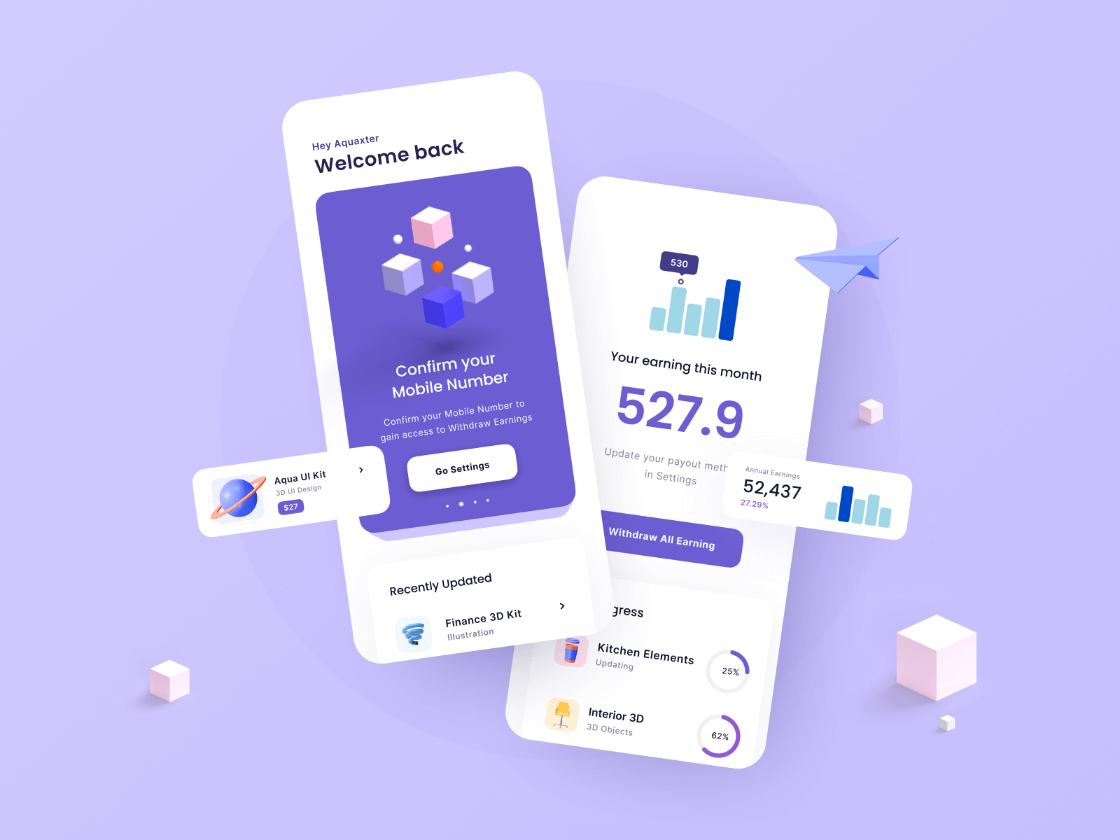 Hey Aquaxter
Welcome back
Confirm your
Mobile Number
Confirm your Mobile Number to
gain access to Withdraw Earnings
Go Settings
Aqua UI Kit
3D UI Design
$27
Recently Updated
Finance 3D Kit
Illustration
530
Your earning this month
527.9
Update your payout meth
in Settings
Annual Earnings
52,437
27.29%
Withdraw All Earning
gress
Kitchen Elements
Updating
25%
Interior 3D
3D Objects
62%